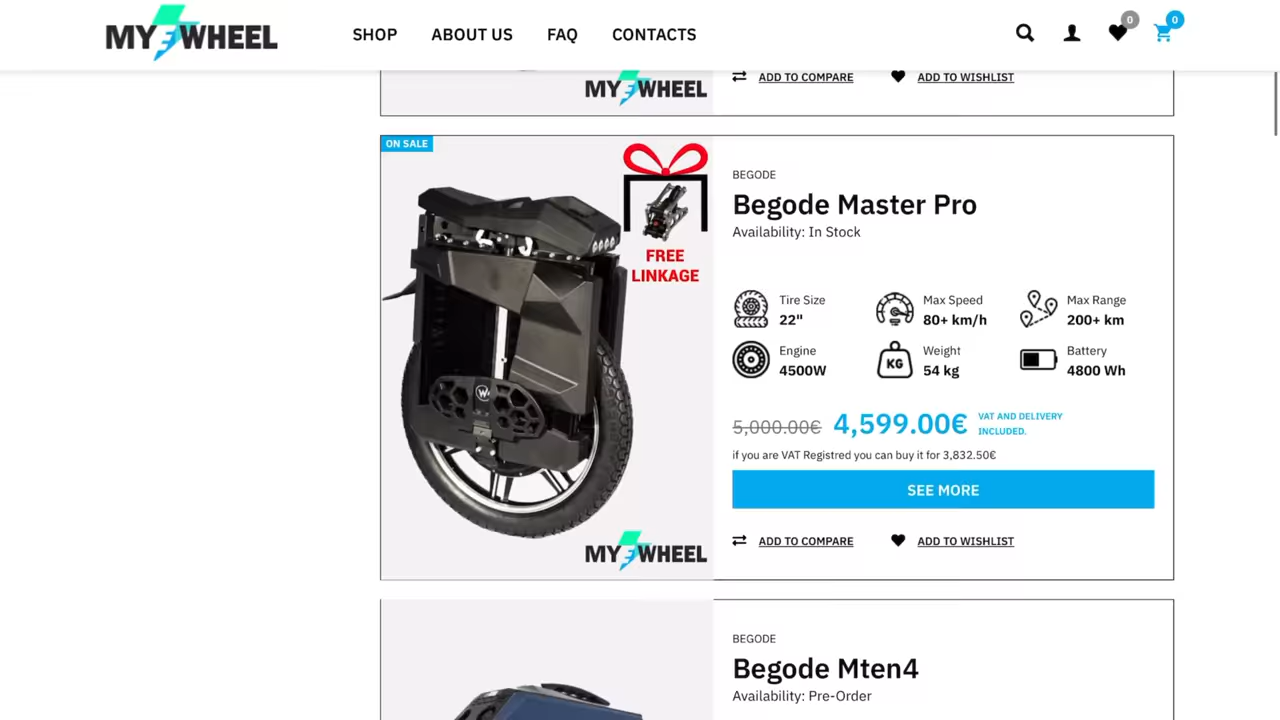 MY WHEEL
SHOP
ABOUT US
FAQ
CONTACTS
0
0
MY WHEEL
ADD TO COMPARE
ADD TO WISHLIST
ON SALE
FREE
LINKAGE
W
MY WHEEL
BEGODE
Begode Master Pro
Availability: In Stock
Tire Size
22"
Max Speed
80+ km/h
Max Range
200+ km
Engine
4500W
KG
Weight
54 kg
Battery
4800 Wh
5,000.00€ 4,599.00€
VAT AND DELIVERY
INCLUDED.
if you are VAT Registred you can buy it for 3,832.50€
SEE MORE
ADD TO COMPARE
ADD TO WISHLIST
BEGODE
Begode Mten4
Availability: Pre-Order